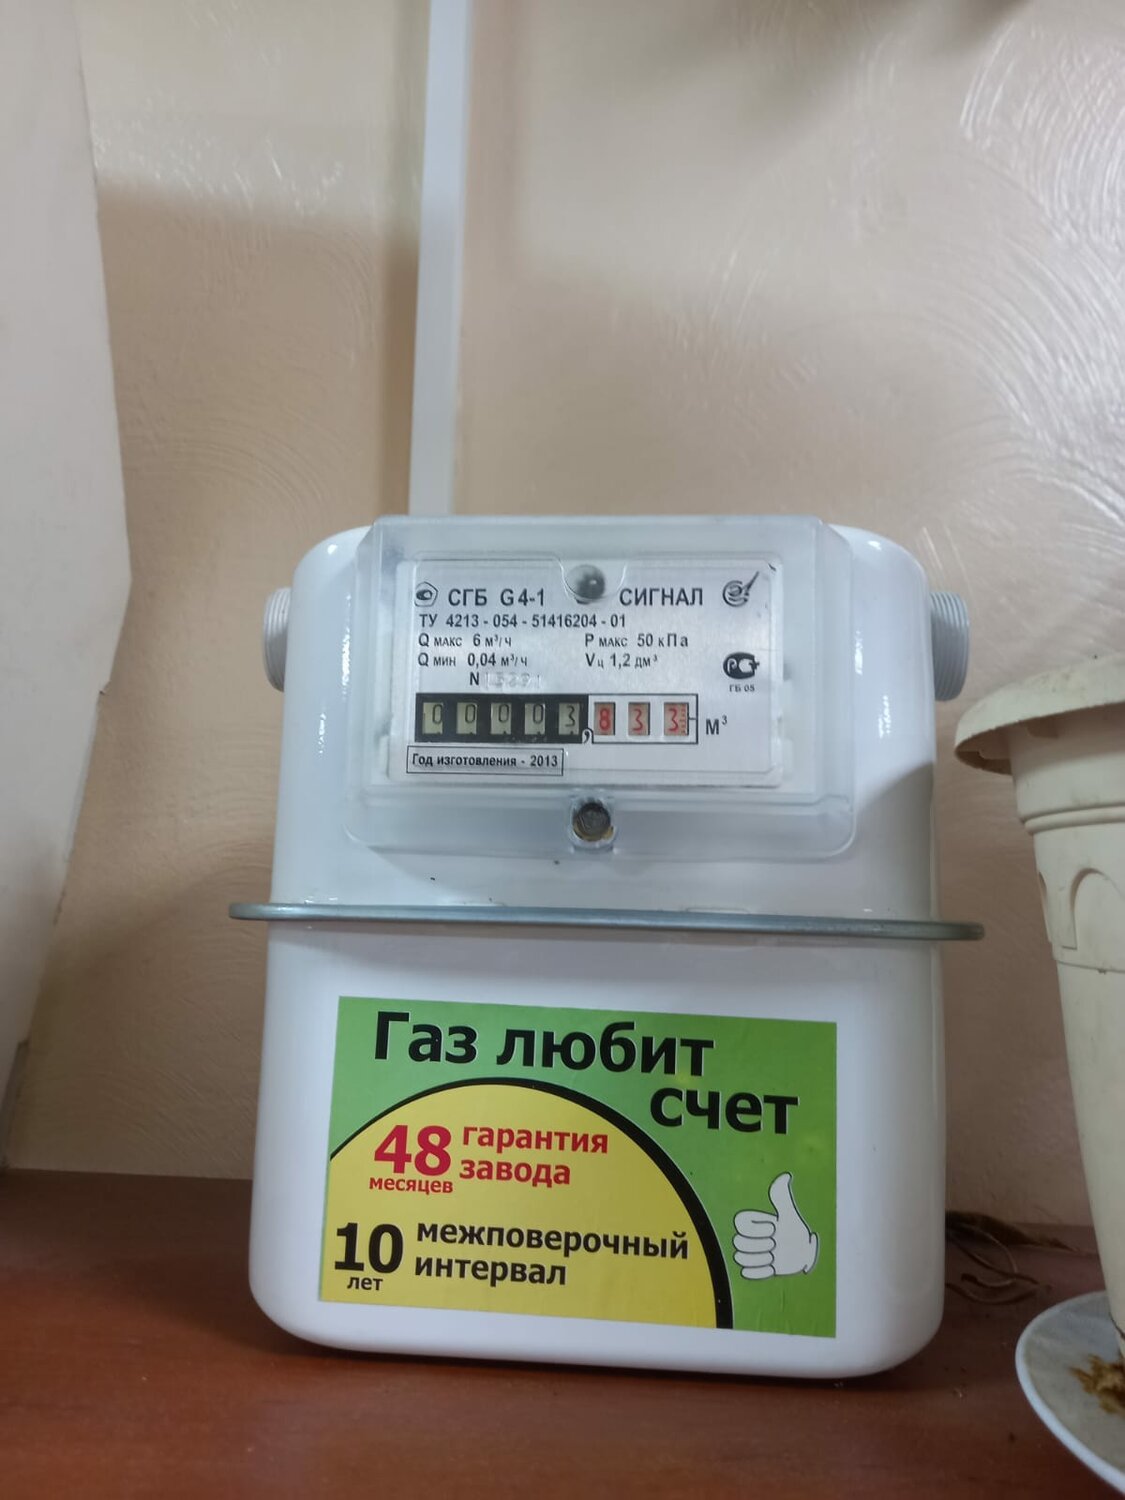 СГБ G4-1 СИГНАЛ
ТУ 4213 - 054 - 51416204 - 01
Q МАКС 6 м³/ч Р МАКС 50 кПа
Q МИН 0,04 м³/ч Vц 1,2 дм³
N
0 0 0 0 3, 8 3 3 м³
ГБ 05
Год изготовления - 2013
Газ любит
счет
48 гарантия
месяцев завода
10 межповерочный
лет интервал